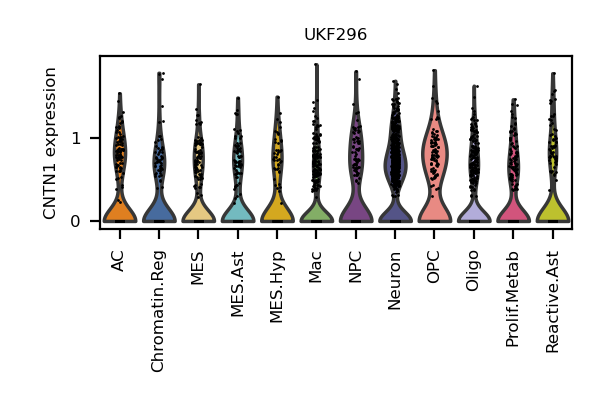 UKF296
CNTN1 expression
1
0
AC
Chromatin.Reg
MES
MES.Ast
MES.Hyp
Mac
NPC
Neuron
OPC
Oligo
Prolif.Metab
Reactive.Ast